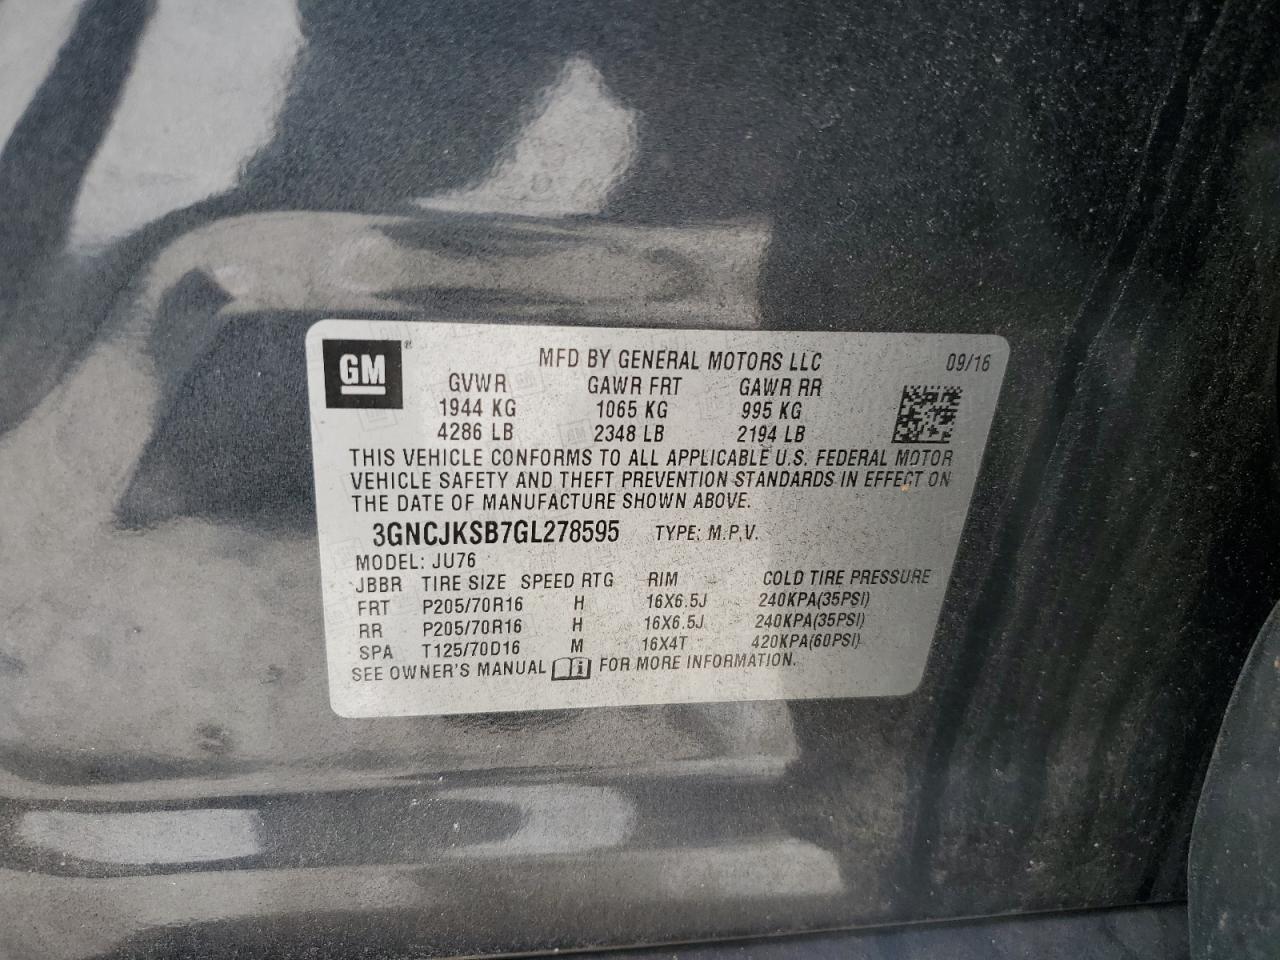 GM ® MFD BY GENERAL MOTORS LLC 09/16
GVWR GAWR FRT GAWR RR
1944 KG 1065 KG 995 KG
4286 LB 2348 LB 2194 LB
THIS VEHICLE CONFORMS TO ALL APPLICABLE U.S. FEDERAL MOTOR
VEHICLE SAFETY AND THEFT PREVENTION STANDARDS IN EFFECT ON
THE DATE OF MANUFACTURE SHOWN ABOVE.
3GNCJKSB7GL278595 TYPE: M.P.V.
MODEL: JU76
JBBR TIRE SIZE SPEED RTG RIM COLD TIRE PRESSURE
FRT P205/70R16 H 16X6.5J 240KPA(35PSI)
RR P205/70R16 H 16X6.5J 240KPA(35PSI)
SPA T125/70D16 M 16X4T 420KPA(60PSI)
SEE OWNER'S MANUAL i FOR MORE INFORMATION.